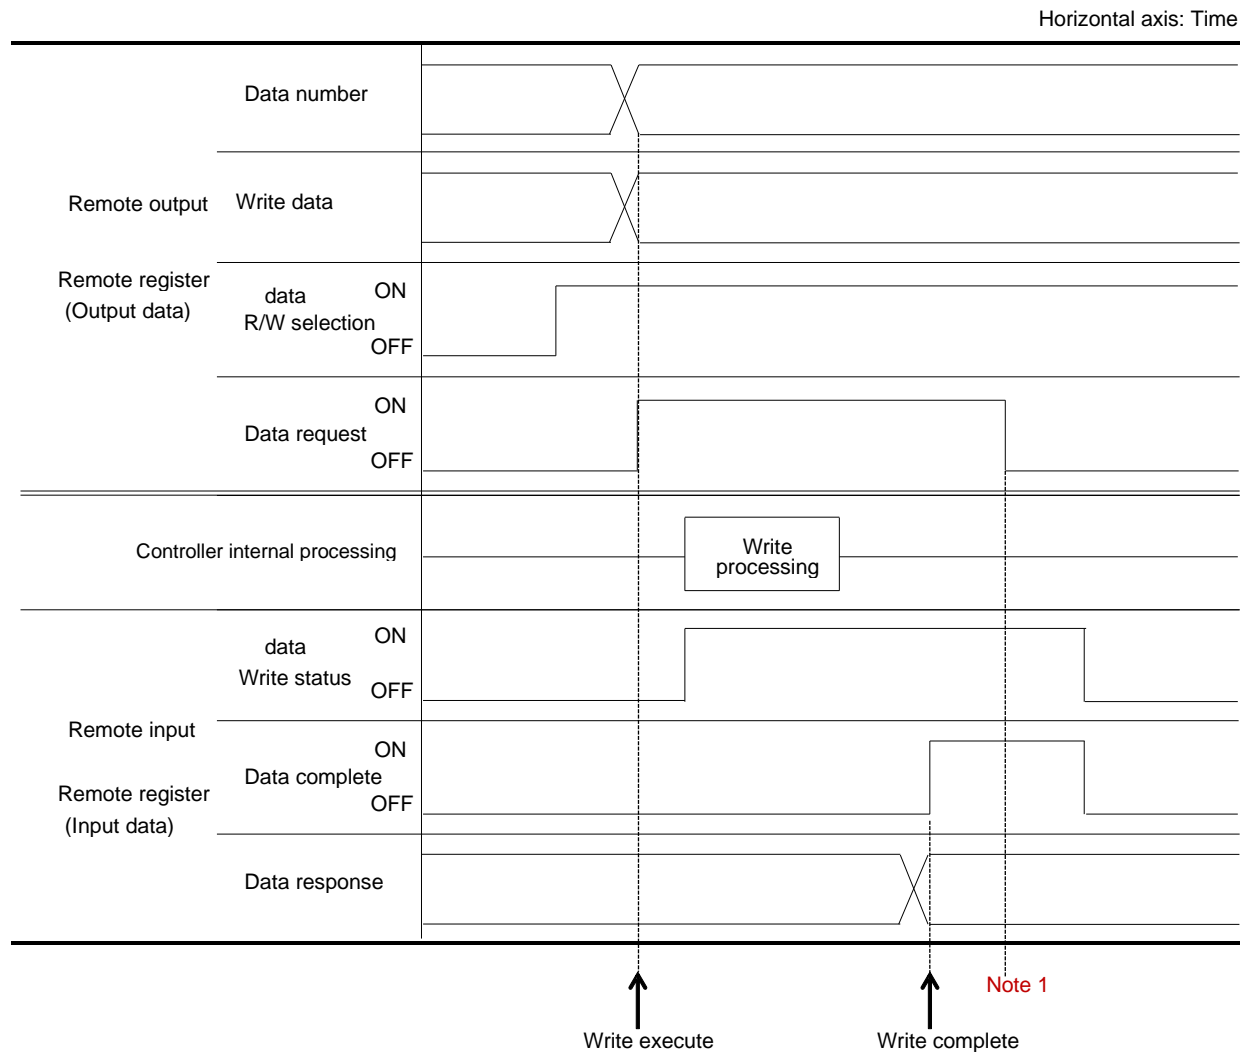 Horizontal axis: Time
Data number
Remote output
Write data
Remote register
(Output data)
data
R/W selection
ON
OFF
Data request
ON
OFF
Controller internal processing
Write
processing
data
Write status
ON
OFF
Remote input
Remote register
(Input data)
Data complete
ON
OFF
Data response
Note 1
Write execute
Write complete